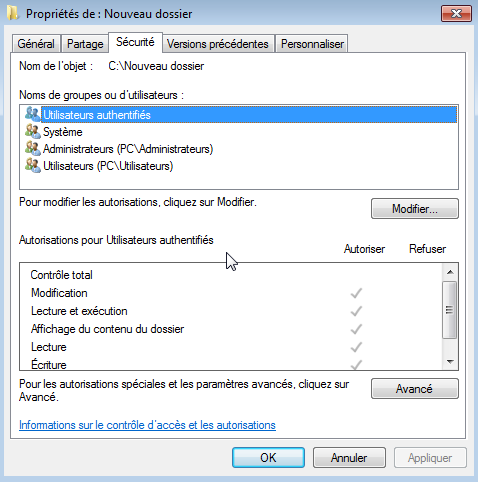 Propriétés de : Nouveau dossier
Général Partage Sécurité Versions précédentes Personnaliser
Nom de l'objet : C:\Nouveau dossier
Noms de groupes ou d'utilisateurs :
Utilisateurs authentifiés
Système
Administrateurs (PC\Administrateurs)
Utilisateurs (PC\Utilisateurs)
Pour modifier les autorisations, cliquez sur Modifier.
Modifier...
Autorisations pour Utilisateurs authentifiés Autoriser Refuser
Contrôle total
Modification
Lecture et exécution
Affichage du contenu du dossier
Lecture
Écriture
Pour les autorisations spéciales et les paramètres avancés, cliquez sur
Avancé.
Avancé
Informations sur le contrôle d'accès et les autorisations
OK Annuler Appliquer